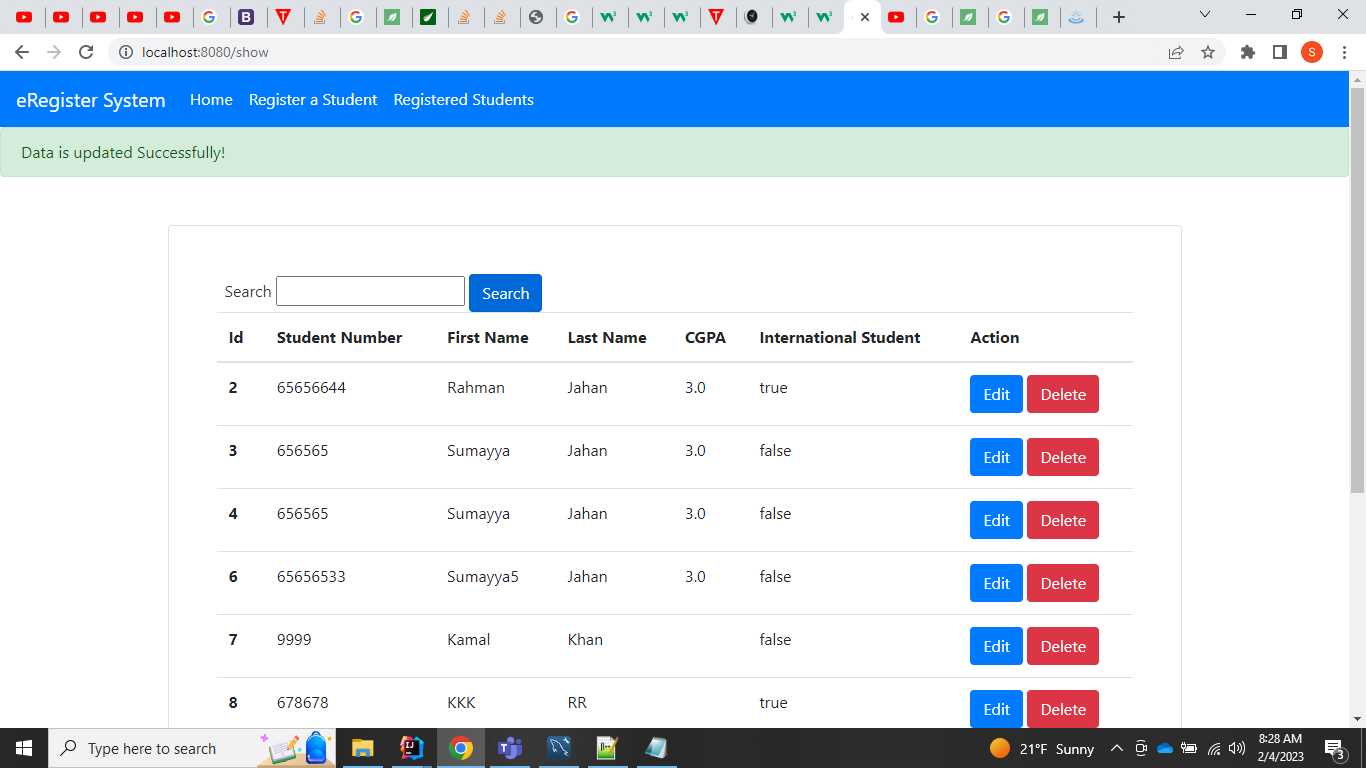 localhost:8080/show
S
eRegister System Home Register a Student Registered Students
Data is updated Successfully!
Search Search
Id Student Number First Name Last Name CGPA International Student Action
2 65656644 Rahman Jahan 3.0 true Edit Delete
3 656565 Sumayya Jahan 3.0 false Edit Delete
4 656565 Sumayya Jahan 3.0 false Edit Delete
6 65656533 Sumayya5 Jahan 3.0 false Edit Delete
7 9999 Kamal Khan false Edit Delete
8 678678 KKK RR true Edit Delete
Type here to search 21°F Sunny 8:28 AM
2/4/2023 3